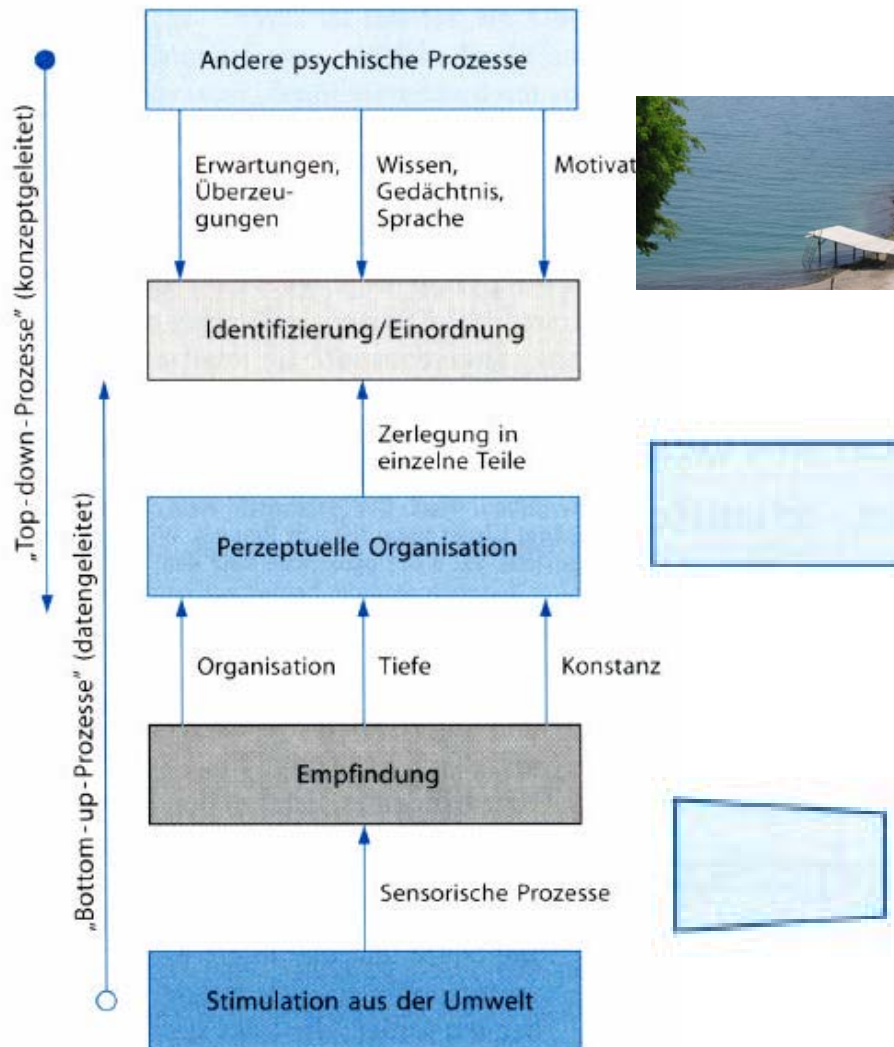 Andere psychische Prozesse
Erwartungen,
Überzeu-
gungen
Wissen,
Gedächtnis,
Sprache
Motivat
Identifizierung/Einordnung
Zerlegung in
einzelne Teile
Perzeptuelle Organisation
Organisation
Tiefe
Konstanz
Empfindung
Sensorische Prozesse
Stimulation aus der Umwelt
„Top-down-Prozesse” (konzeptgeleitet)
„Bottom-up-Prozesse” (datengeleitet)